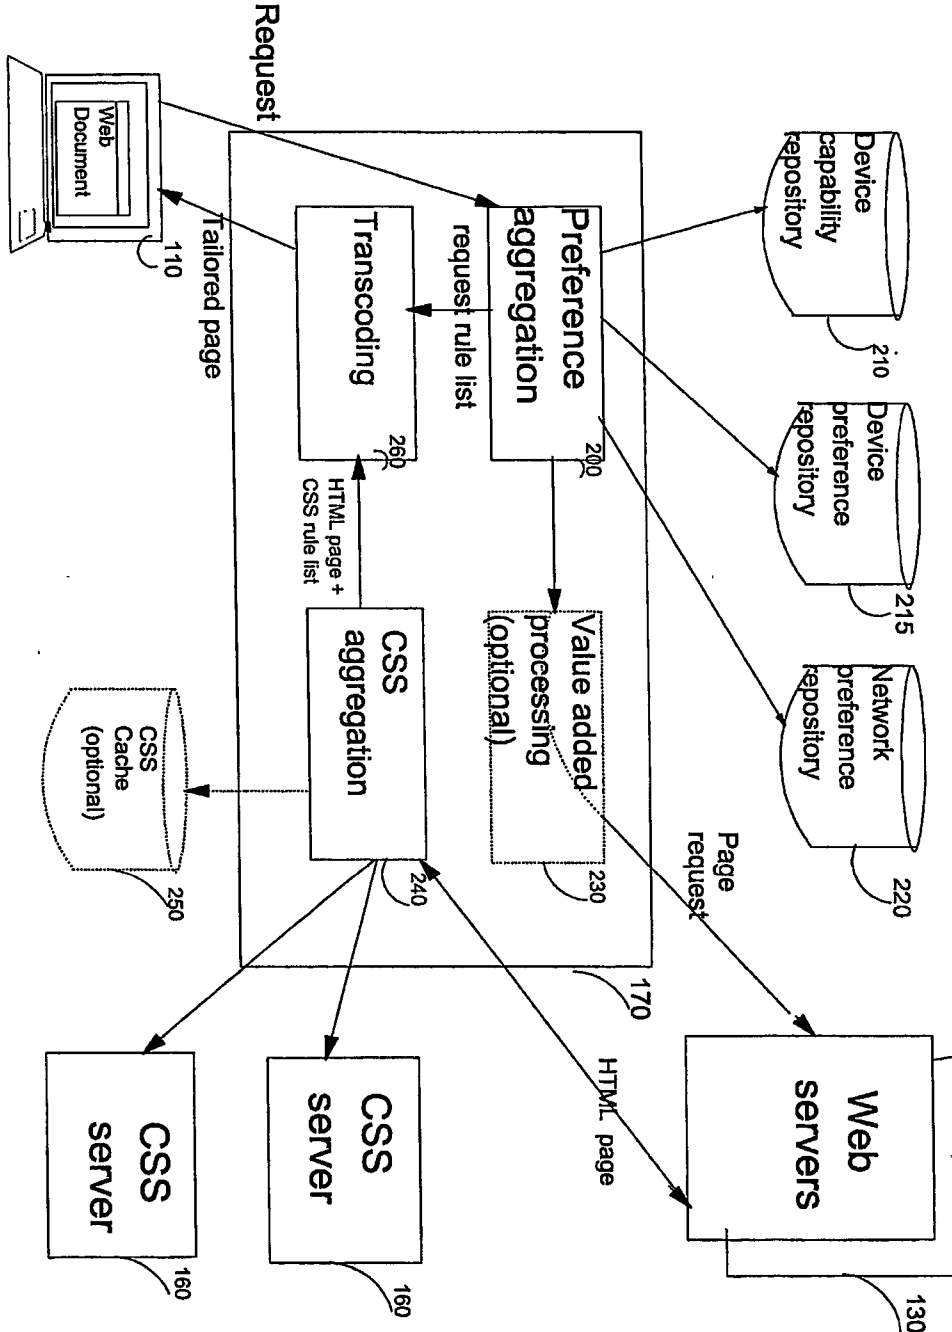 Device
capability
repository
210
Device
preference
repository
215
Network
preference
repository
220
Request
Preference
aggregation
200
Value added
processing
(optional)
230
Page
request
Web
servers
130
request rule list
170
Web
Document
110
Tailored page
Transcoding
260
HTML page +
CSS rule list
CSS
aggregation
240
HTML page
CSS
Cache
(optional)
250
CSS
server
160
CSS
server
160